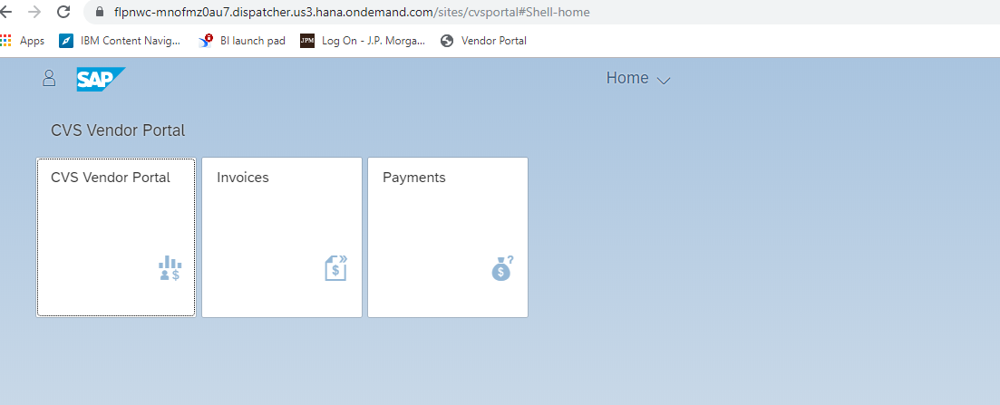 flpnwc-mnofmz0au7.dispatcher.us3.hana.ondemand.com/sites/cvsportal#Shell-home
Apps IBM Content Navig... BI launch pad JPM Log On - J.P. Morga... Vendor Portal
SAP Home
CVS Vendor Portal
CVS Vendor Portal Invoices Payments
$ $ $ ?